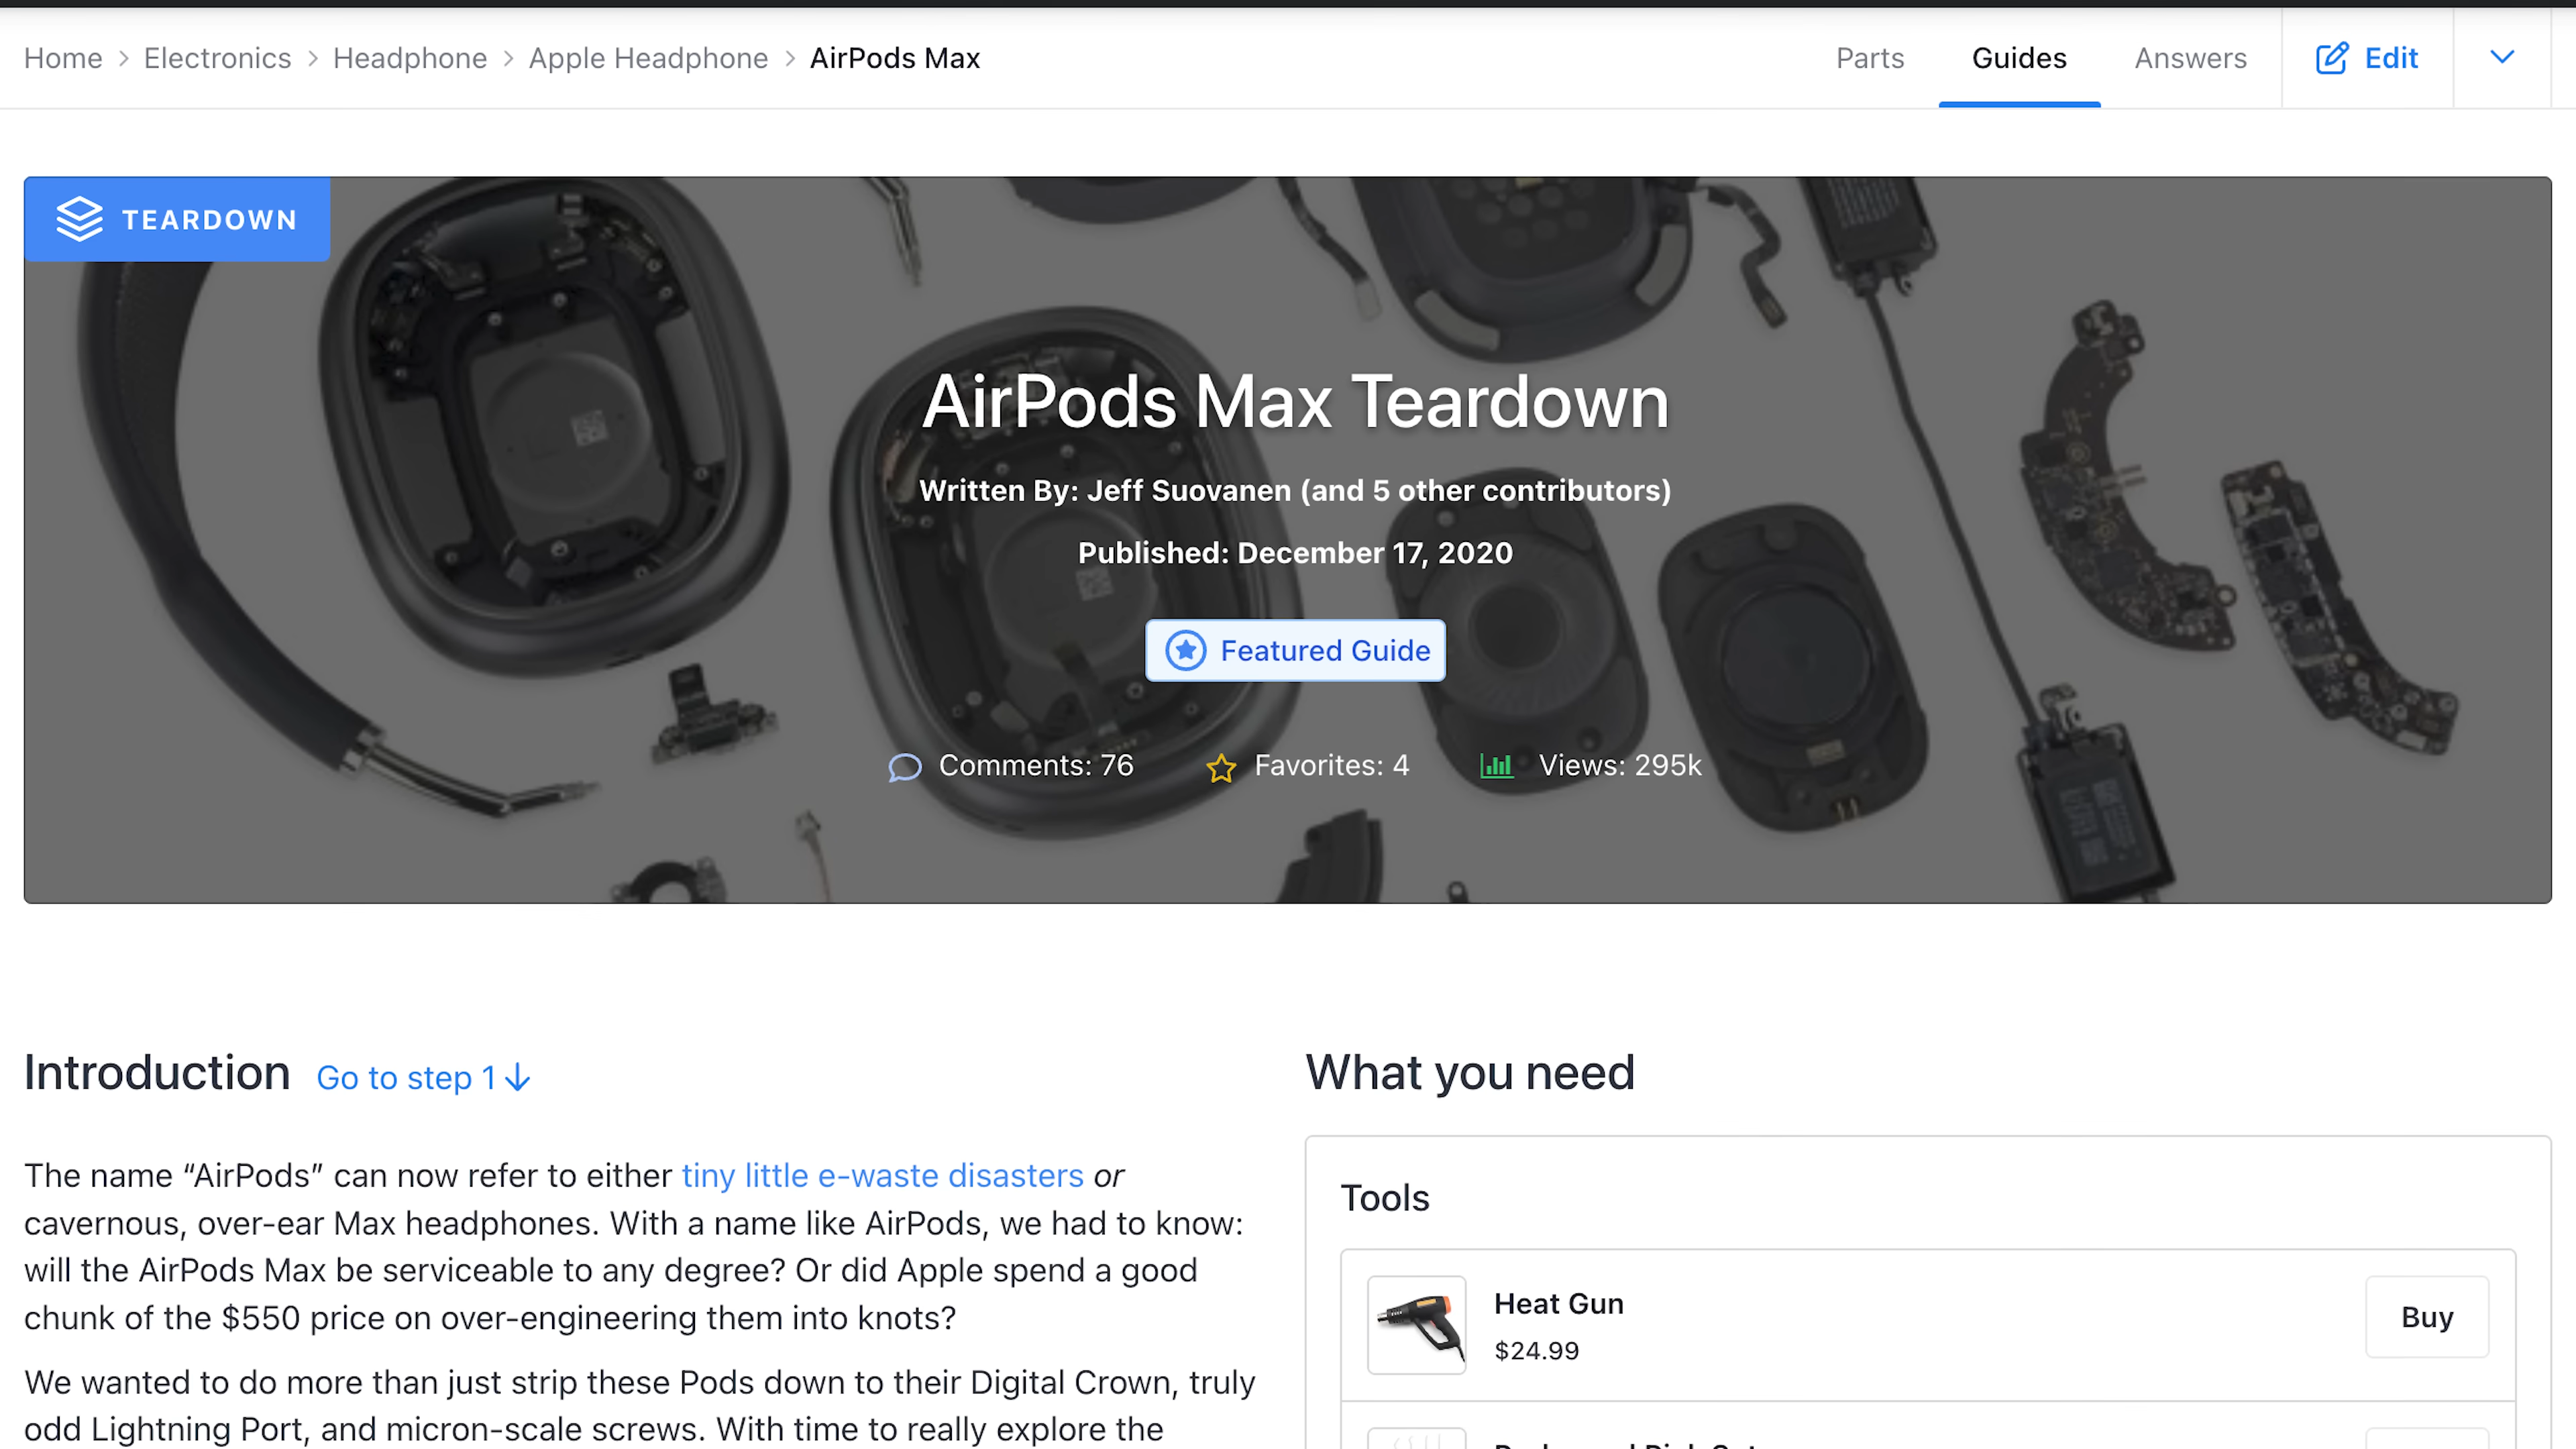 Home > Electronics > Headphone > Apple Headphone > AirPods Max
Parts Guides Answers Edit
TEARDOWN
AirPods Max Teardown
Written By: Jeff Suovanen (and 5 other contributors)
Published: December 17, 2020
Featured Guide
Comments: 76 Favorites: 4 Views: 295k
Introduction Go to step 1
The name “AirPods” can now refer to either tiny little e-waste disasters or
cavernous, over-ear Max headphones. With a name like AirPods, we had to know:
will the AirPods Max be serviceable to any degree? Or did Apple spend a good
chunk of the $550 price on over-engineering them into knots?
We wanted to do more than just strip these Pods down to their Digital Crown, truly
odd Lightning Port, and micron-scale screws. With time to really explore the
What you need
Tools
Heat Gun
$24.99
Buy